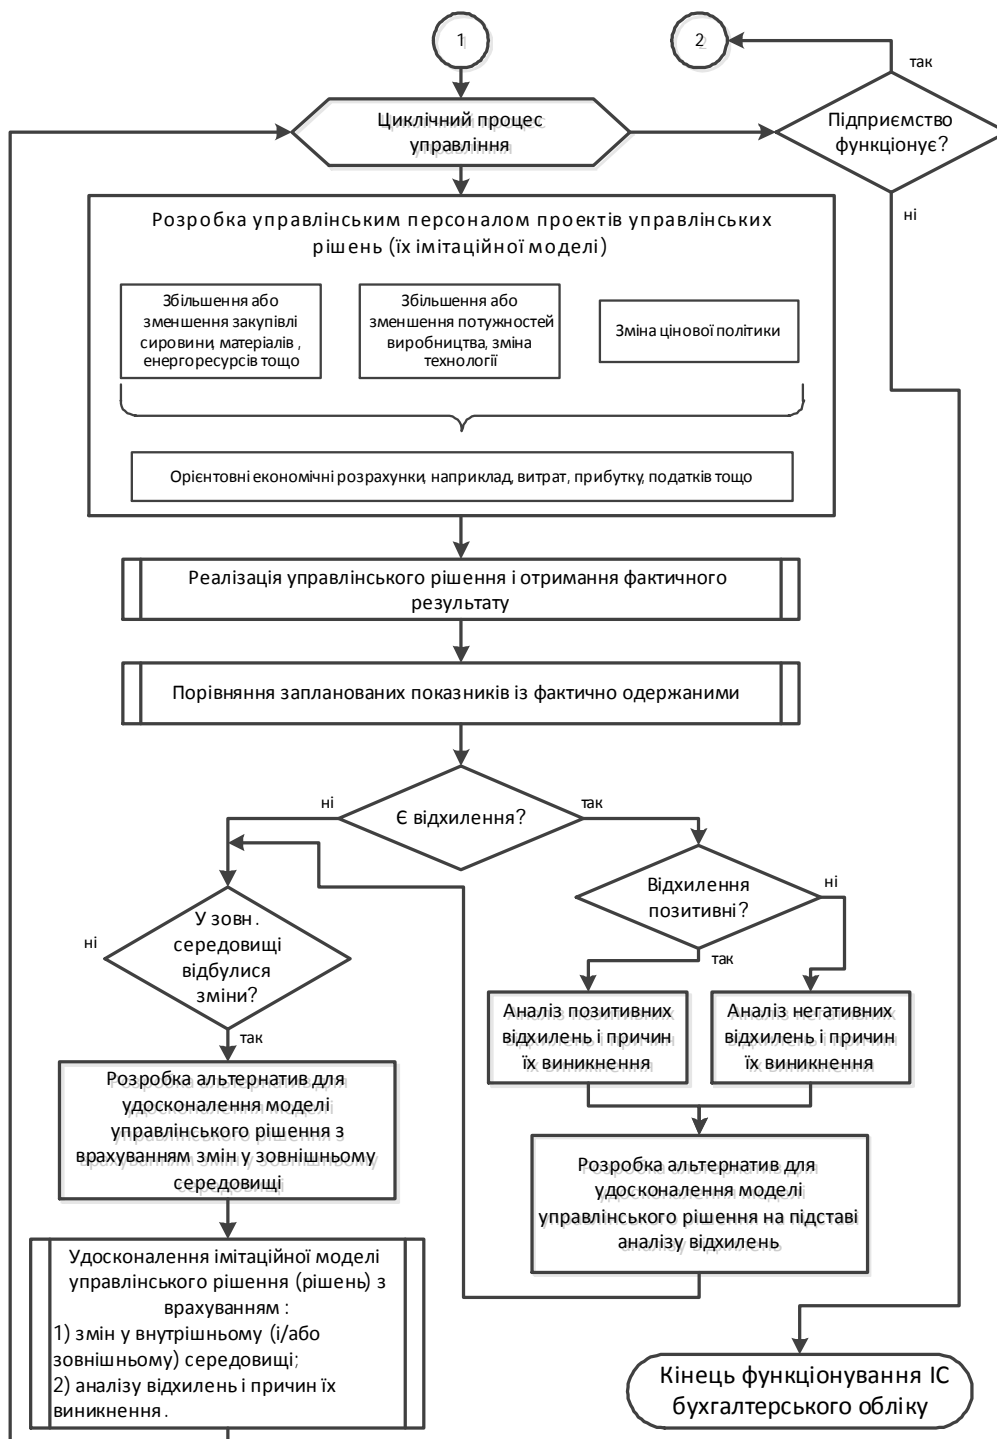 1
2
так
Циклічний процес
управління
Підприємство
функціонує?
ні
Розробка управлінським персоналом проектів управлінських
рішень (їх імітаційної моделі)
Збільшення або
зменшення закупівлі
сировини, матеріалів,
енергоресурсів тощо
Збільшення або
зменшення потужностей
виробництва, зміна
технології
Зміна цінової політики
Орієнтовні економічні розрахунки, наприклад, витрат, прибутку, податків тощо
Реалізація управлінського рішення і отримання фактичного
результату
Порівняння запланованих показників із фактично одержаними
ні
Є відхилення?
так
Відхилення
позитивні?
ні
так
ні
У зовн.
середовищі
відбулися
зміни?
так
Аналіз позитивних
відхилень і причин
їх виникнення
Аналіз негативних
відхилень і причин
їх виникнення
Розробка альтернатив для
удосконалення моделі
управлінського рішення з
врахуванням змін у зовнішньому
середовищі
Розробка альтернатив для
удосконалення моделі
управлінського рішення на підставі
аналізу відхилень
Удосконалення імітаційної моделі
управлінського рішення (рішень) з
врахуванням :
1) змін у внутрішньому (і/або
зовнішньому) середовищі;
2) аналізу відхилень і причин їх
виникнення.
Кінець функціонування ІС
бухгалтерського обліку